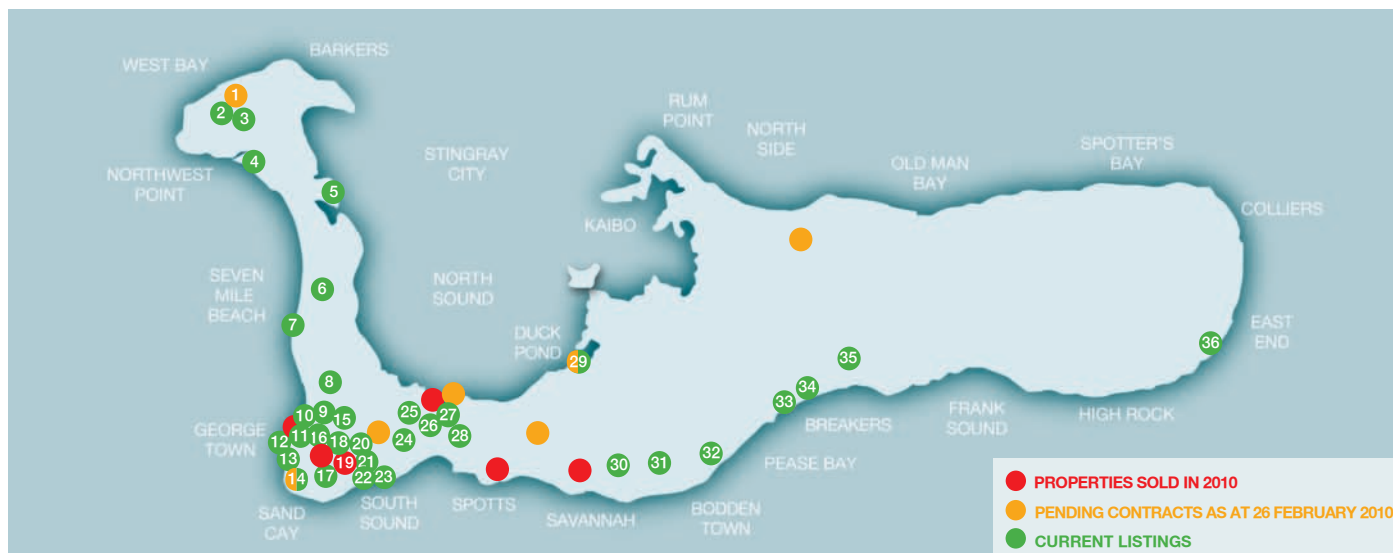 BARKERS
WEST BAY
1
2
3
4
NORTHWEST
POINT
5
STINGRAY
CITY
RUM
POINT
NORTH
SIDE
OLD MAN
BAY
SPOTTER'S
BAY
COLLIERS
KAIBO
SEVEN
MILE
BEACH
6
7
NORTH
SOUND
DUCK
POND
29
EAST
END
36
35
34
33
8
9
10
15
25
27
26
28
24
GEORGE
TOWN
11
12
16
18
20
13
19
21
14
17
22
23
30
31
32
BREAKERS
FRANK
SOUND
HIGH ROCK
PEASE BAY
SAND
CAY
SOUTH
SOUND
SPOTTS
SAVANNAH
BODDEN
TOWN
PROPERTIES SOLD IN 2010
PENDING CONTRACTS AS AT 26 FEBRUARY 2010
CURRENT LISTINGS